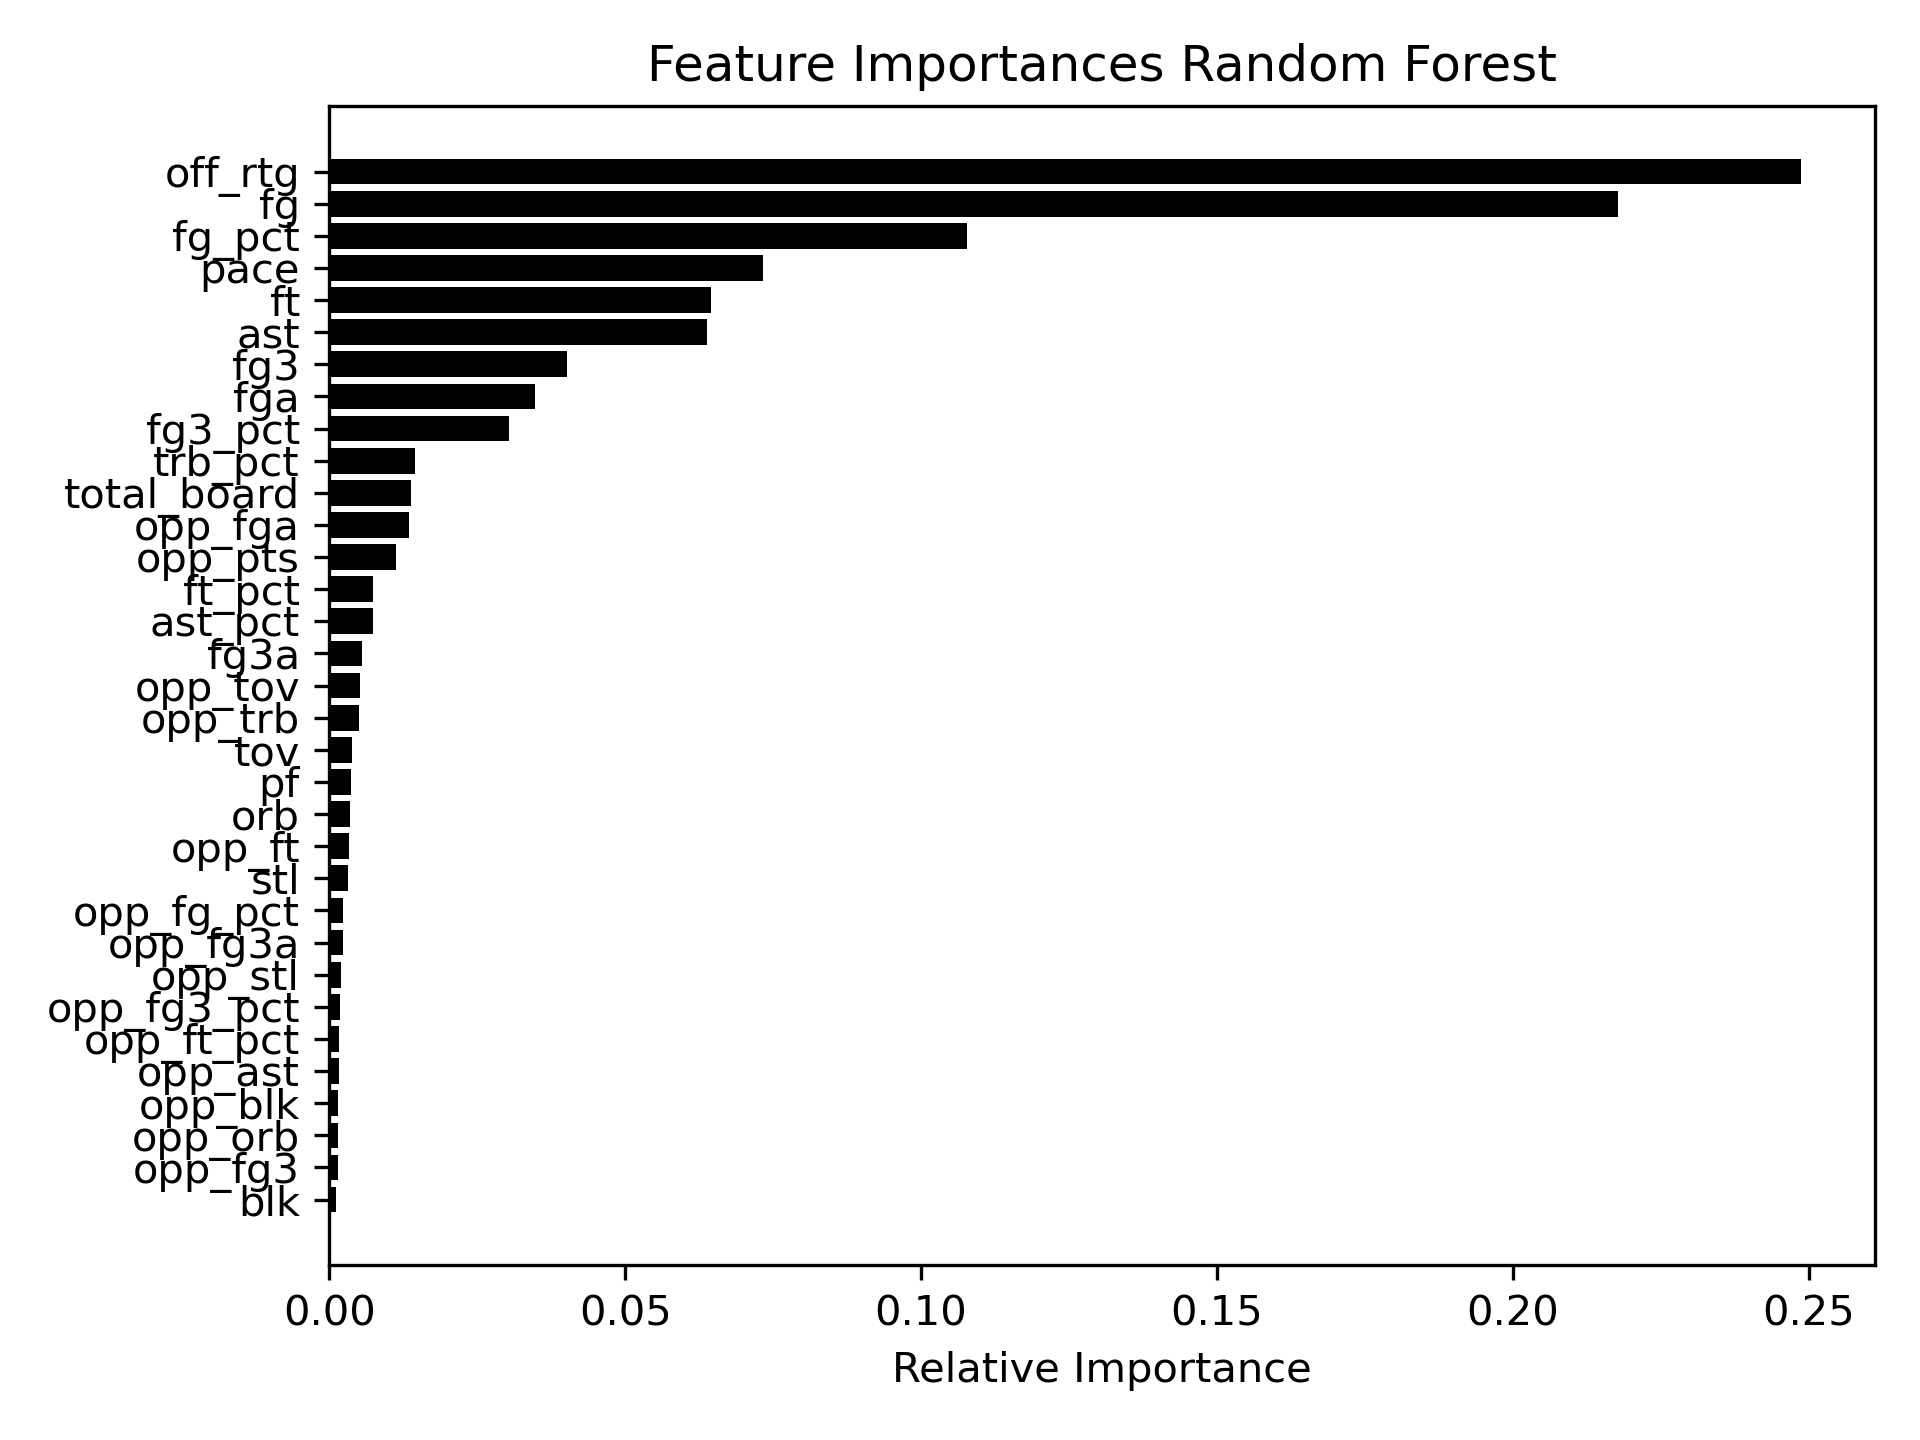 Feature Importances Random Forest
off_rtg
fg
fg_pct
pace
ft
ast
fg3
fga
fg3_pct
trb_pct
total_board
opp_fga
opp_pts
ft_pct
ast_pct
fg3a
opp_tov
opp_trb
tov
pf
orb
opp_ft
stl
opp_fg_pct
opp_fg3a
opp_stl
opp_fg3_pct
opp_ft_pct
opp_ast
opp_blk
opp_orb
opp_fg3
blk
0.00 0.05 0.10 0.15 0.20 0.25
Relative Importance